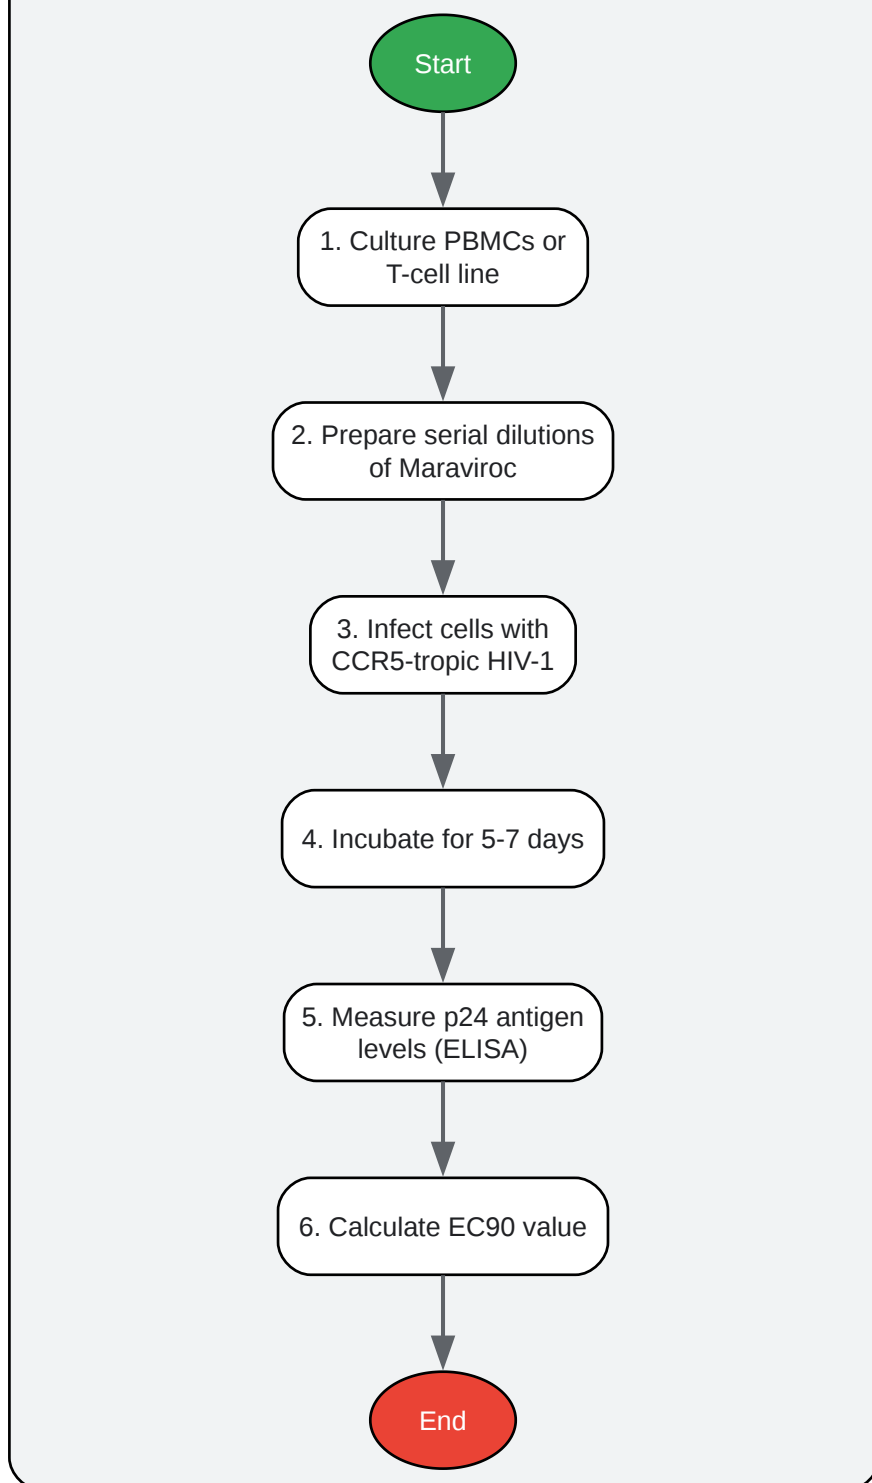 Start
1. Culture PBMCs or
T-cell line
2. Prepare serial dilutions
of Maraviroc
3. Infect cells with
CCR5-tropic HIV-1
4. Incubate for 5-7 days
5. Measure p24 antigen
levels (ELISA)
6. Calculate EC90 value
End